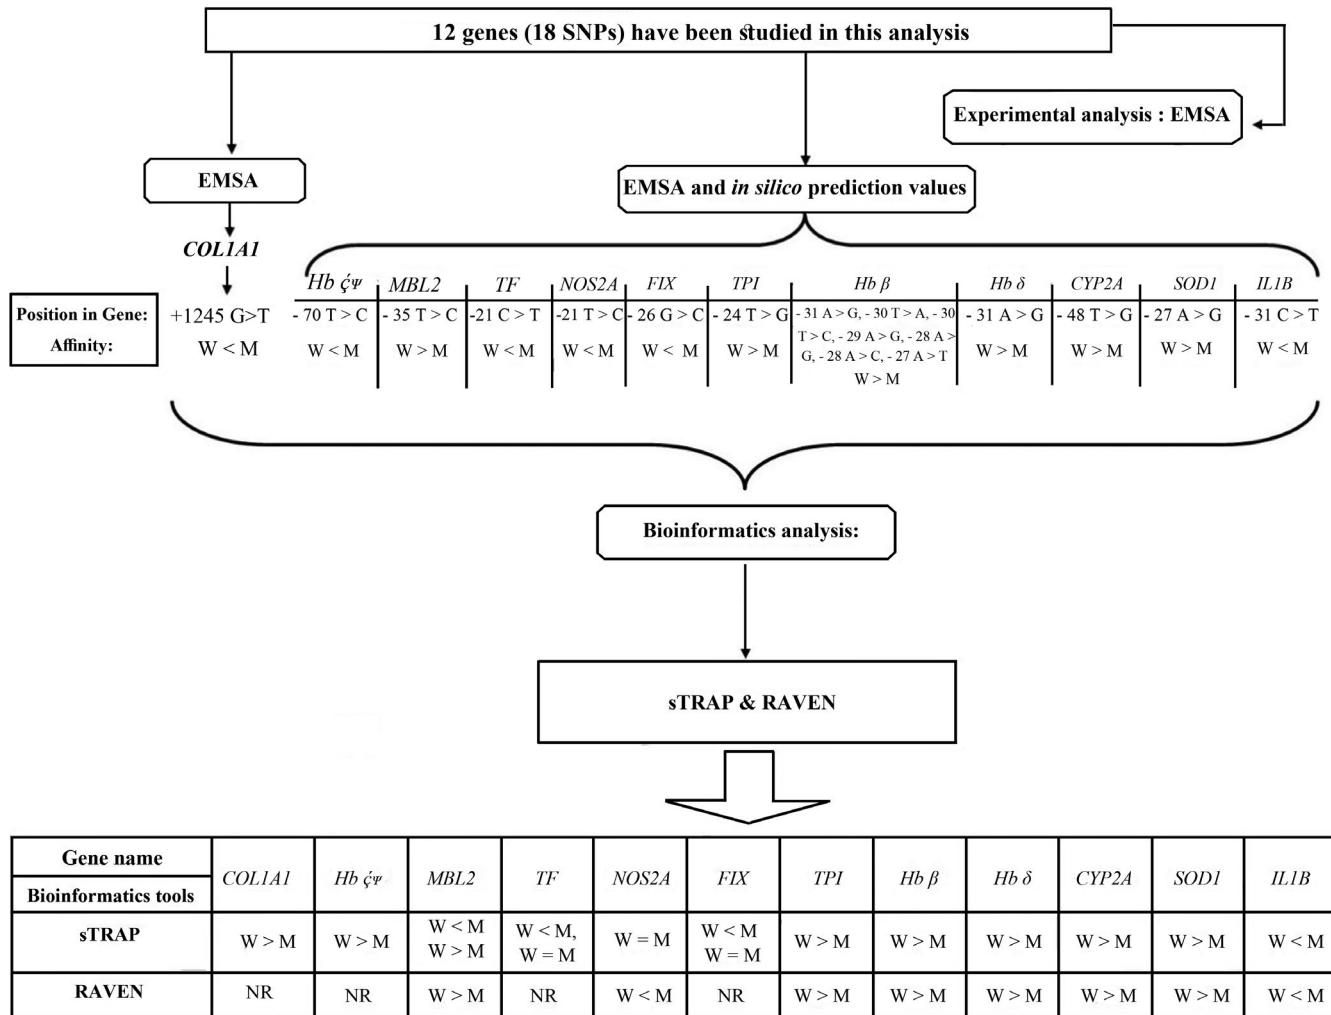 12 genes (18 SNPs) have been studied in this analysis
Experimental analysis : EMSA
EMSA
EMSA and in silico prediction values
COL1A1
Hb ζ́Ψ MBL2 TF NOS2A FIX TPI Hb β Hb δ CYP2A SOD1 IL1B
Position in Gene: +1245 G>T - 70 T > C - 35 T > C -21 C > T -21 T > C - 26 G > C - 24 T > G - 31 A > G, - 30 T > A, - 30 - 31 A > G -48 T > G - 27 A > G - 31 C > T
T > C, - 29 A > G, - 28 A >
G, - 28 A > C, - 27 A > T
Affinity: W < M W < M W > M W < M W < M W < M W > M W > M W > M W > M W > M W < M
Bioinformatics analysis:
sTRAP & RAVEN
Gene name
Bioinformatics tools
COL1A1 Hb ζ́Ψ MBL2 TF NOS2A FIX TPI Hb β Hb δ CYP2A SOD1 IL1B
sTRAP W > M W > M W < M W < M, W = M W < M W > M W > M W > M W > M W > M W < M
W > M W = M W = M
RAVEN NR NR W > M NR W < M NR W > M W > M W > M W > M W > M W < M